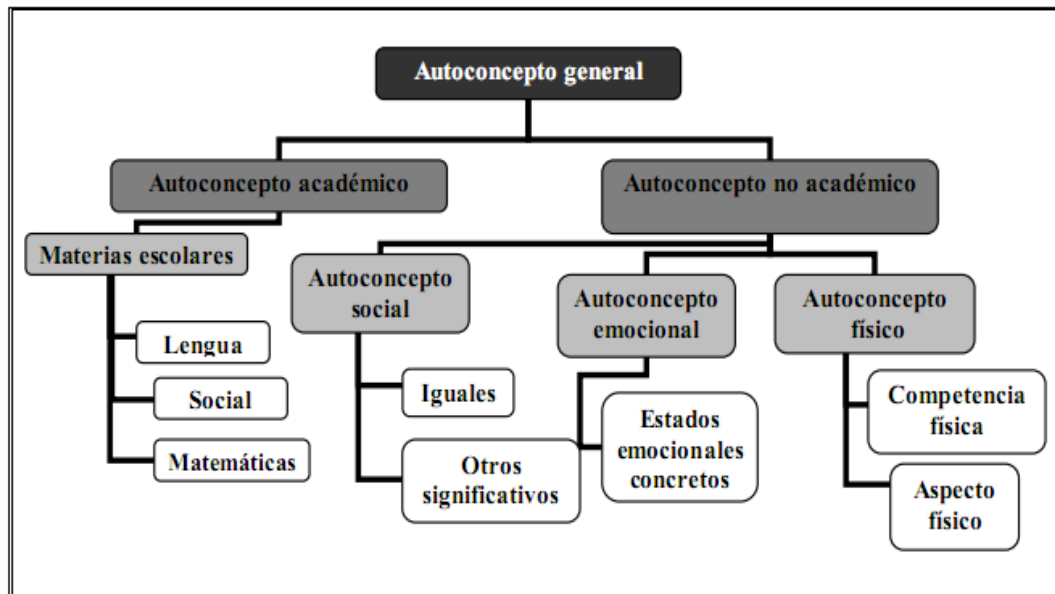 Autoconcepto general
Autoconcepto académico
Autoconcepto no académico
Materias escolares
Autoconcepto
social
Autoconcepto
emocional
Autoconcepto
físico
Lengua
Social
Matemáticas
Iguales
Otros
significativos
Estados
emocionales
concretos
Competencia
física
Aspecto
físico